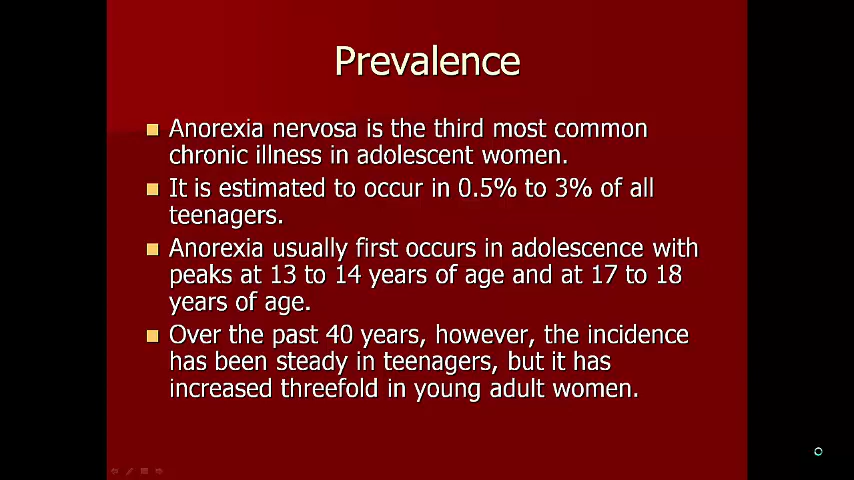 Prevalence
Anorexia nervosa is the third most common
chronic illness in adolescent women.
It is estimated to occur in 0.5% to 3% of all
teenagers.
Anorexia usually first occurs in adolescence with
peaks at 13 to 14 years of age and at 17 to 18
years of age.
Over the past 40 years, however, the incidence
has been steady in teenagers, but it has
increased threefold in young adult women.